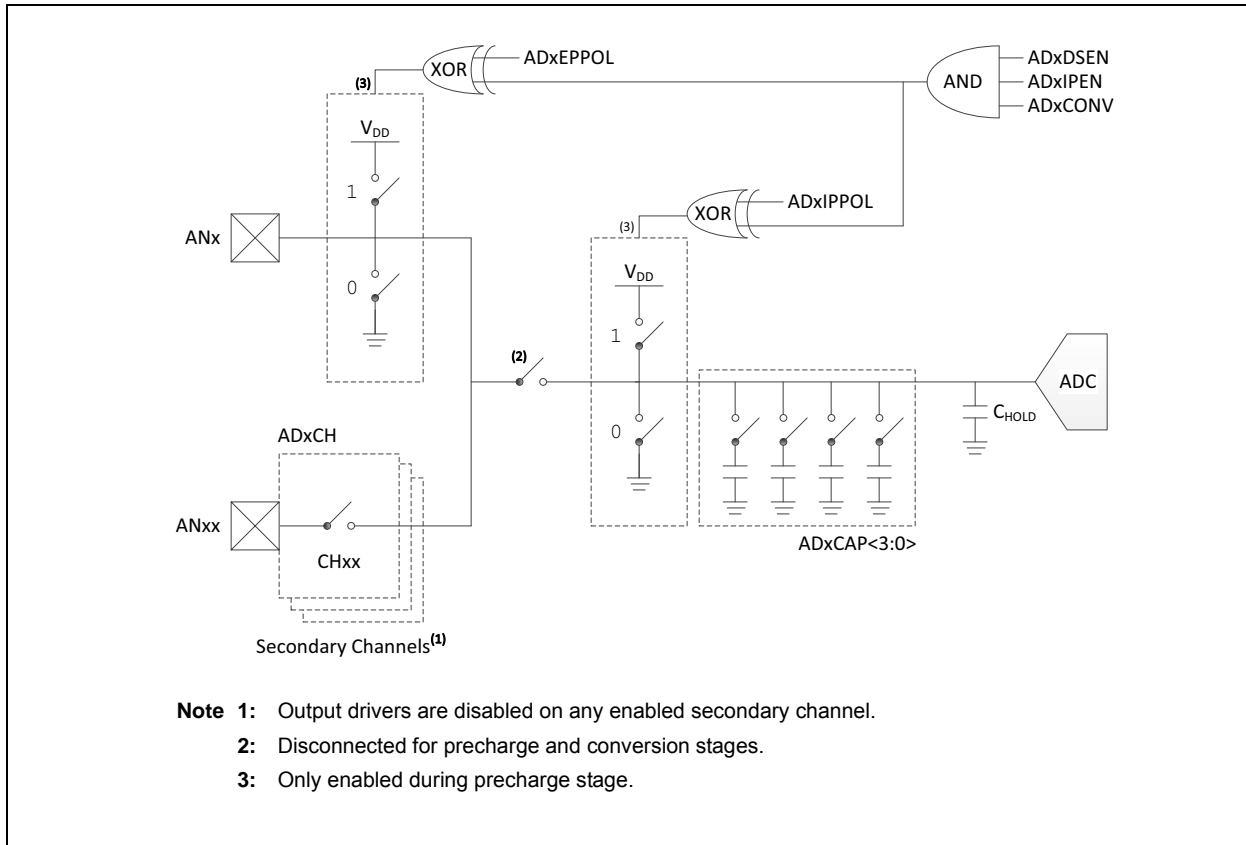 ADxEPPOL
XOR
(3)
ADxDSEN
AND
ADxIPEN
ADxCONV
VDD
1
XOR
ADxIPPOL
ANx
(3)
0
VDD
1
(2)
ADC
CHOLD
ADxCH
0
ANxx
CHxx
ADxCAP<3:0>
Secondary Channels(1)
Note 1: Output drivers are disabled on any enabled secondary channel.
2: Disconnected for precharge and conversion stages.
3: Only enabled during precharge stage.